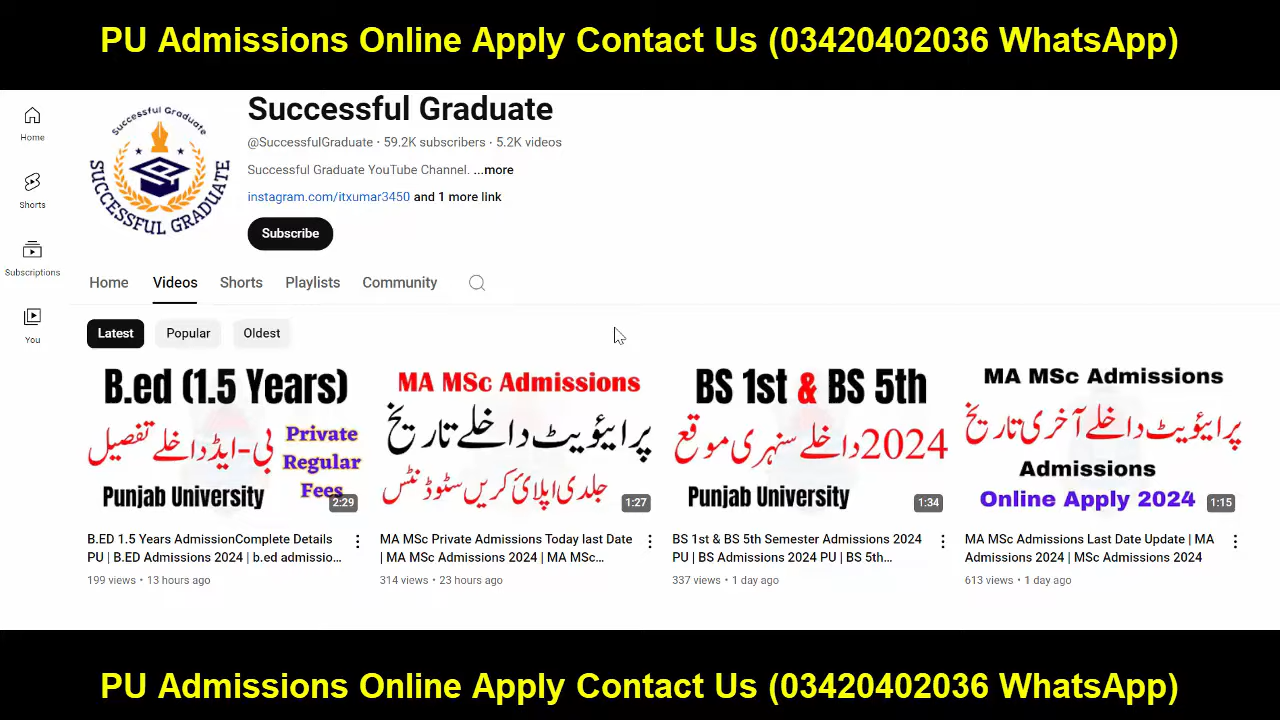 PU Admissions Online Apply Contact Us (03420402036 WhatsApp)
Successful Graduate
SUCCESSFUL GRADUATE
Home
Shorts
Subscriptions
You
Successful Graduate
@SuccessfulGraduate · 59.2K subscribers · 5.2K videos
Successful Graduate YouTube Channel. ...more
instagram.com/itxumar3450 and 1 more link
Subscribe
Home Videos Shorts Playlists Community
Latest Popular Oldest
B.ed (1.5 Years)
بی-ایڈ داخلے تفصیل
Private
Regular
Fees
Punjab University
2:29
B.ED 1.5 Years AdmissionComplete Details
PU | B.ED Admissions 2024 | b.ed admissio...
199 views • 13 hours ago
MA MSc Admissions
پرائیویٹ داخلے تاریخ
جلدی اپلائ کریں سٹوڈنٹس
1:27
MA MSc Private Admissions Today last Date
| MA MSc Admissions 2024 | MA MSc...
314 views • 23 hours ago
BS 1st & BS 5th
2024 داخلے سنہری موقع
Punjab University
1:34
BS 1st & BS 5th Semester Admissions 2024
PU | BS Admissions 2024 PU | BS 5th...
337 views • 1 day ago
MA MSc Admissions
پرائیویٹ داخلے آخری تاریخ
Admissions
Online Apply 2024
1:15
MA MSc Admissions Last Date Update | MA
Admissions 2024 | MSc Admissions 2024
613 views • 1 day ago
PU Admissions Online Apply Contact Us (03420402036 WhatsApp)